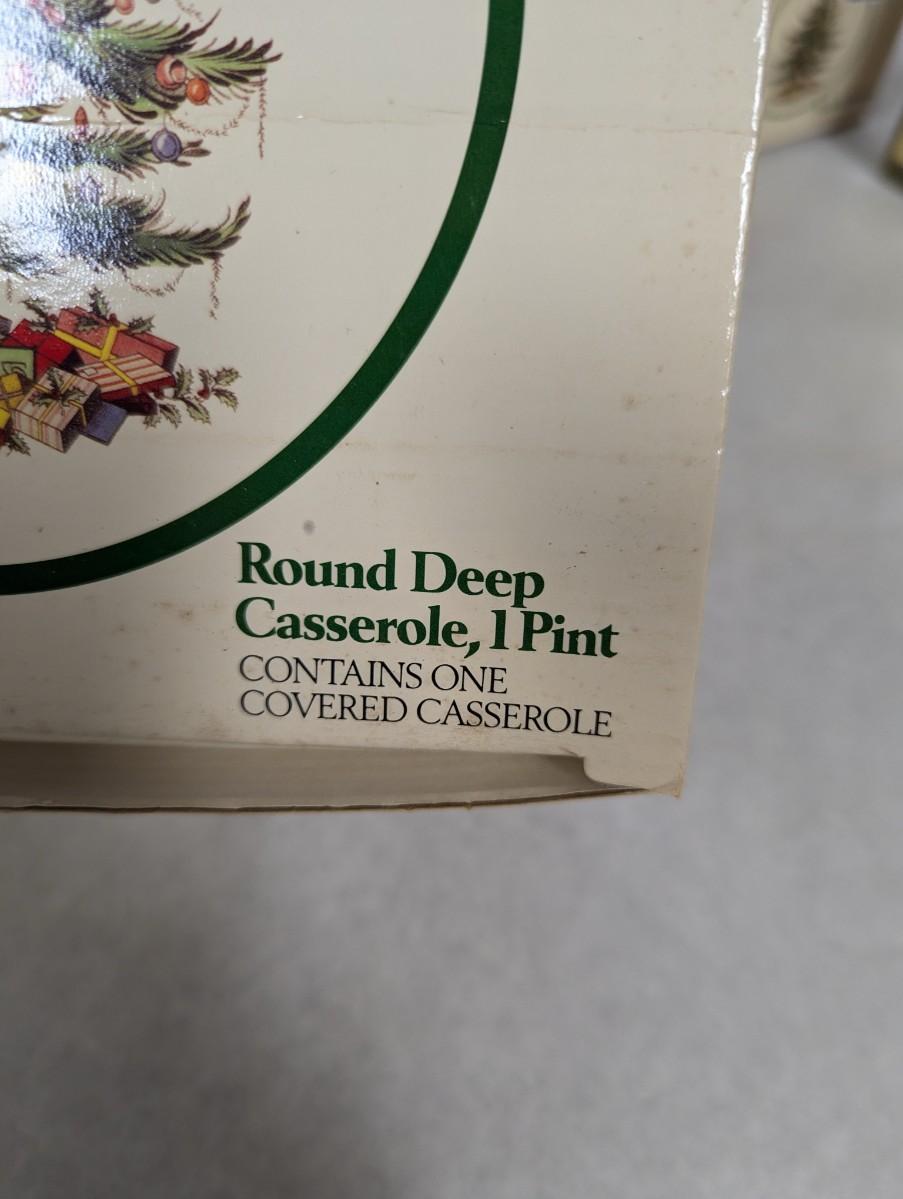 Round Deep
Casserole, 1 Pint
CONTAINS ONE
COVERED CASSEROLE